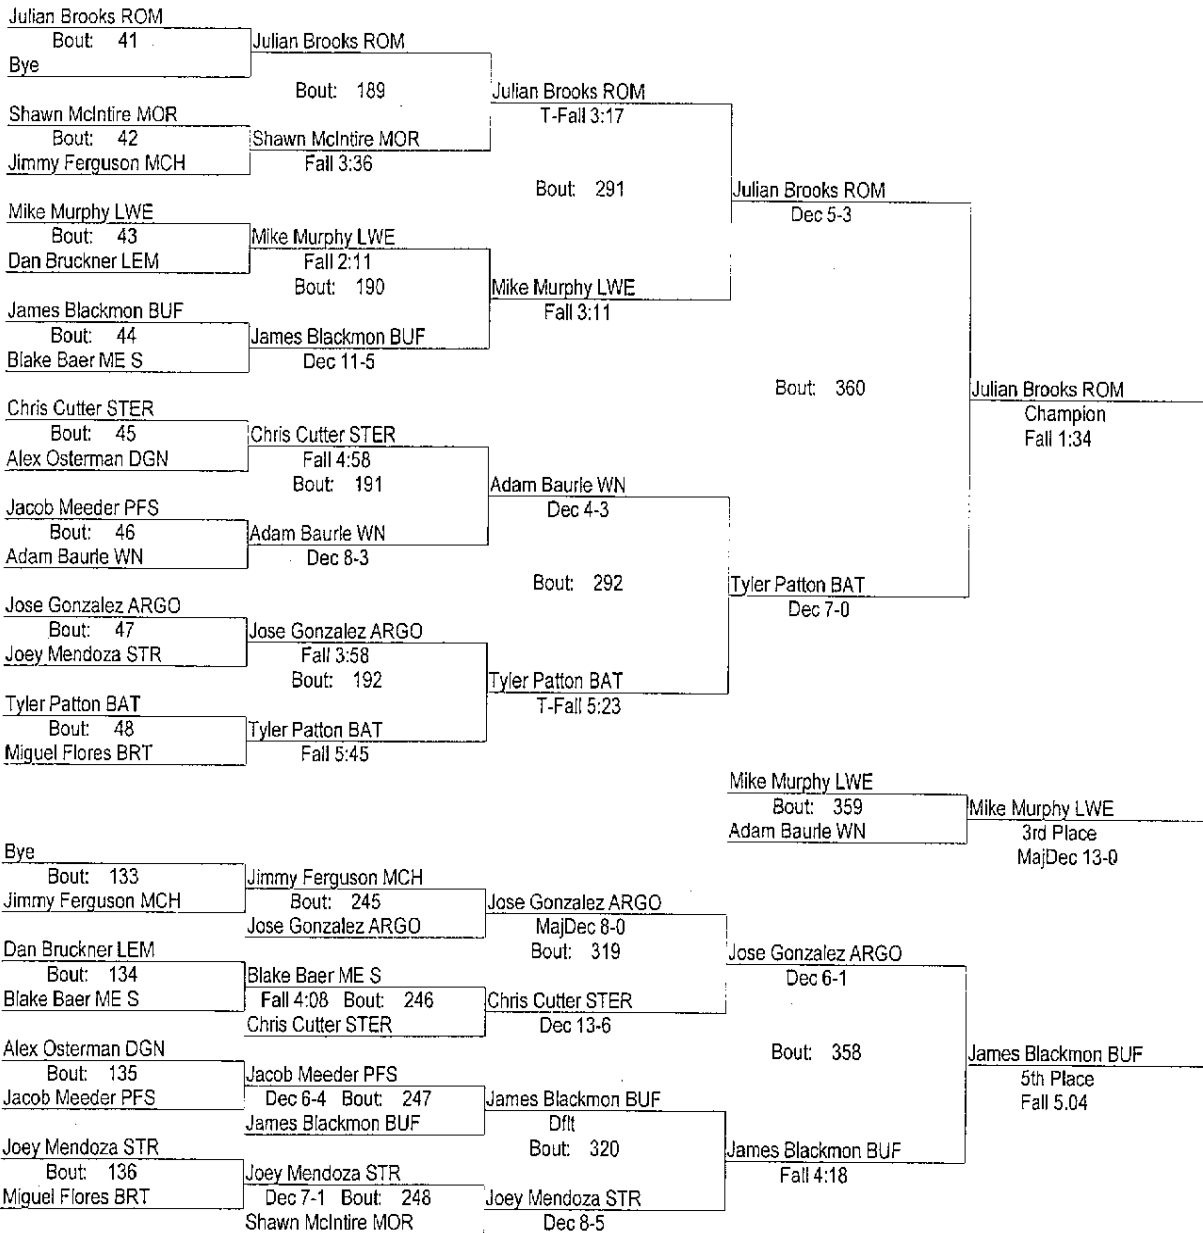 Julian Brooks ROM
Bout: 41
Bye
Julian Brooks ROM
Bout: 189
Shawn McIntire MOR
Bout: 42
Jimmy Ferguson MCH
Shawn McIntire MOR
Fall 3:36
Julian Brooks ROM
T-Fall 3:17
Bout: 291
Mike Murphy LWE
Bout: 43
Dan Bruckner LEM
Mike Murphy LWE
Fall 2:11
Bout: 190
James Blackmon BUF
Bout: 44
Blake Baer ME S
James Blackmon BUF
Dec 11-5
Mike Murphy LWE
Fall 3:11
Julian Brooks ROM
Dec 5-3
Bout: 360
Julian Brooks ROM
Champion
Fall 1:34
Chris Cutter STER
Bout: 45
Alex Osterman DGN
Chris Cutter STER
Fall 4:58
Bout: 191
Jacob Meeder PFS
Bout: 46
Adam Baurle WN
Adam Baurle WN
Dec 8-3
Adam Baurle WN
Dec 4-3
Bout: 292
Jose Gonzalez ARGO
Bout: 47
Joey Mendoza STR
Jose Gonzalez ARGO
Fall 3:58
Bout: 192
Tyler Patton BAT
Bout: 48
Miguel Flores BRT
Tyler Patton BAT
Fall 5:45
Tyler Patton BAT
T-Fall 5:23
Tyler Patton BAT
Dec 7-0
Mike Murphy LWE
Bout: 359
Adam Baurle WN
Mike Murphy LWE
3rd Place
MajDec 13-0
Bye
Bout: 133
Jimmy Ferguson MCH
Jimmy Ferguson MCH
Bout: 245
Jose Gonzalez ARGO
Jose Gonzalez ARGO
MajDec 8-0
Bout: 319
Dan Bruckner LEM
Bout: 134
Blake Baer ME S
Blake Baer ME S
Fall 4:08 Bout: 246
Chris Cutter STER
Chris Cutter STER
Dec 13-6
Jose Gonzalez ARGO
Dec 6-1
Bout: 358
Alex Osterman DGN
Bout: 135
Jacob Meeder PFS
Jacob Meeder PFS
Dec 6-4 Bout: 247
James Blackmon BUF
James Blackmon BUF
Dflt
Bout: 320
Joey Mendoza STR
Bout: 136
Miguel Flores BRT
Joey Mendoza STR
Dec 7-1 Bout: 248
Shawn McIntire MOR
Joey Mendoza STR
Dec 8-5
James Blackmon BUF
Fall 4:18
James Blackmon BUF
5th Place
Fall 5.04